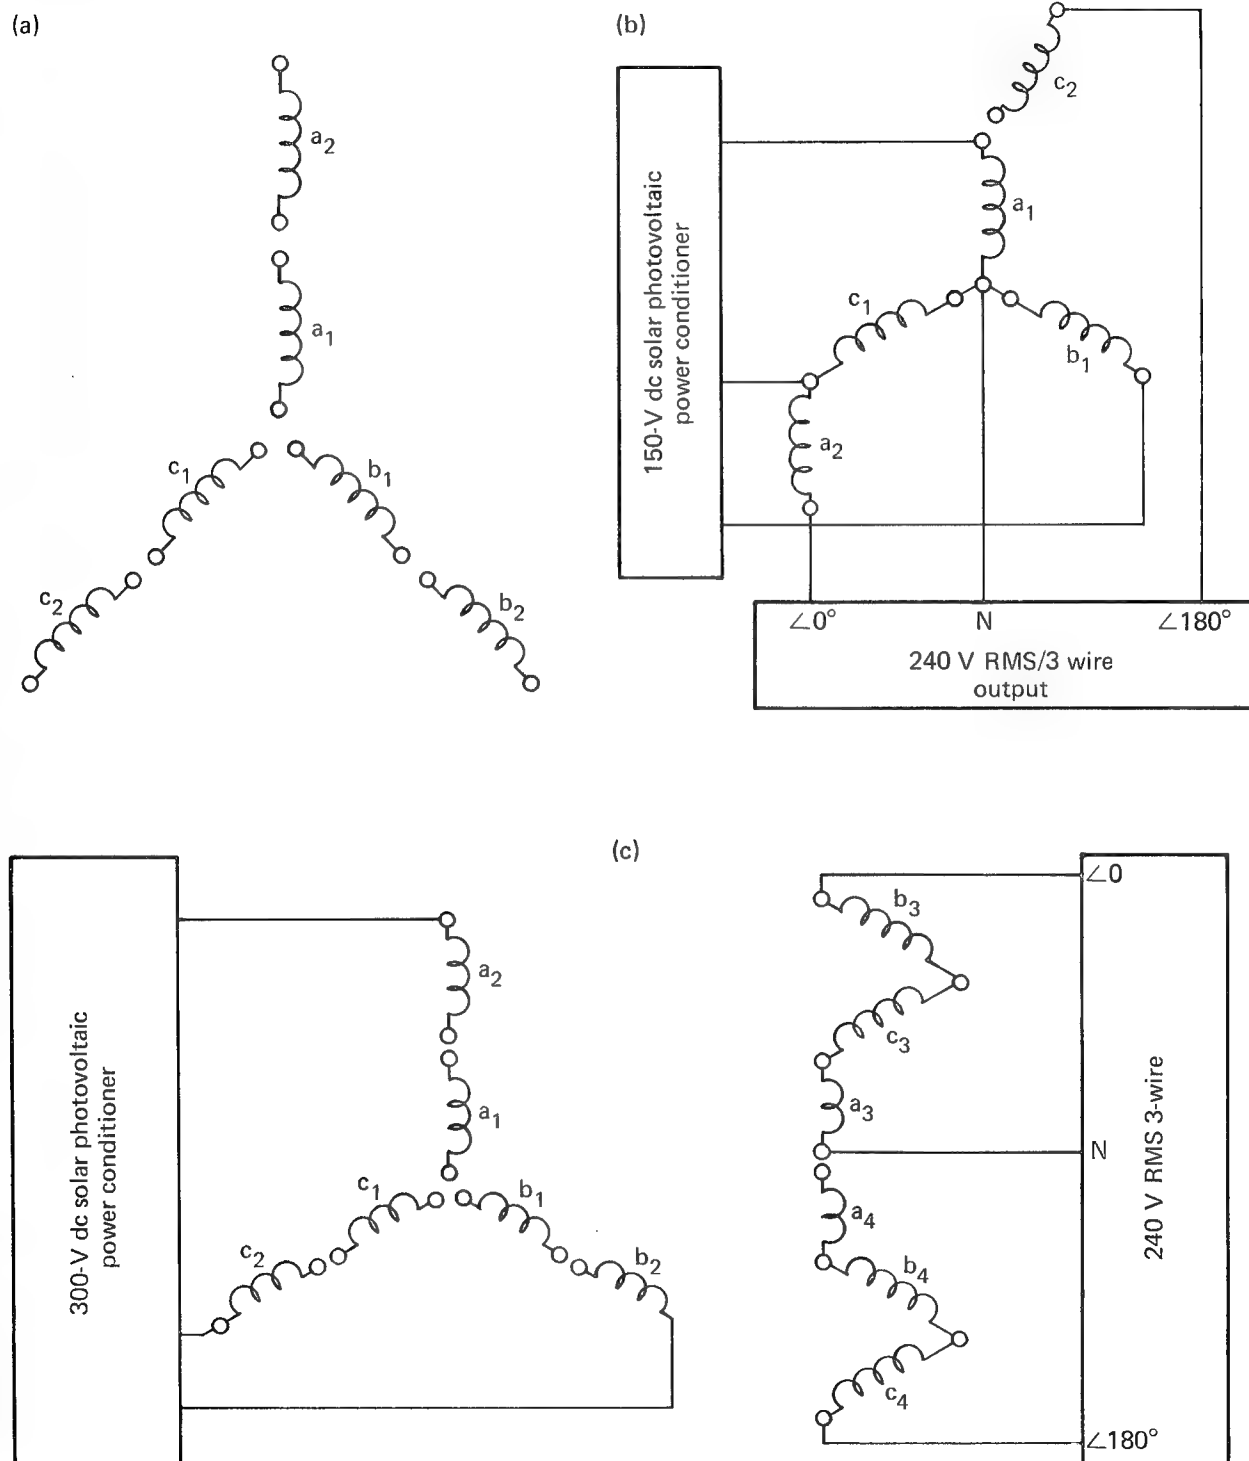 (a)
a2
a1
c1
b1
c2
b2
(b)
150-V dc solar photovoltaic
power conditioner
c2
a1
c1
b1
a2
∠0°
N
∠180°
240 V RMS/3 wire
output
(c)
300-V dc solar photovoltaic
power conditioner
a2
a1
c1
b1
c2
b2
∠0
b3
c3
a3
N
a4
b4
c4
∠180°
240 V RMS 3-wire